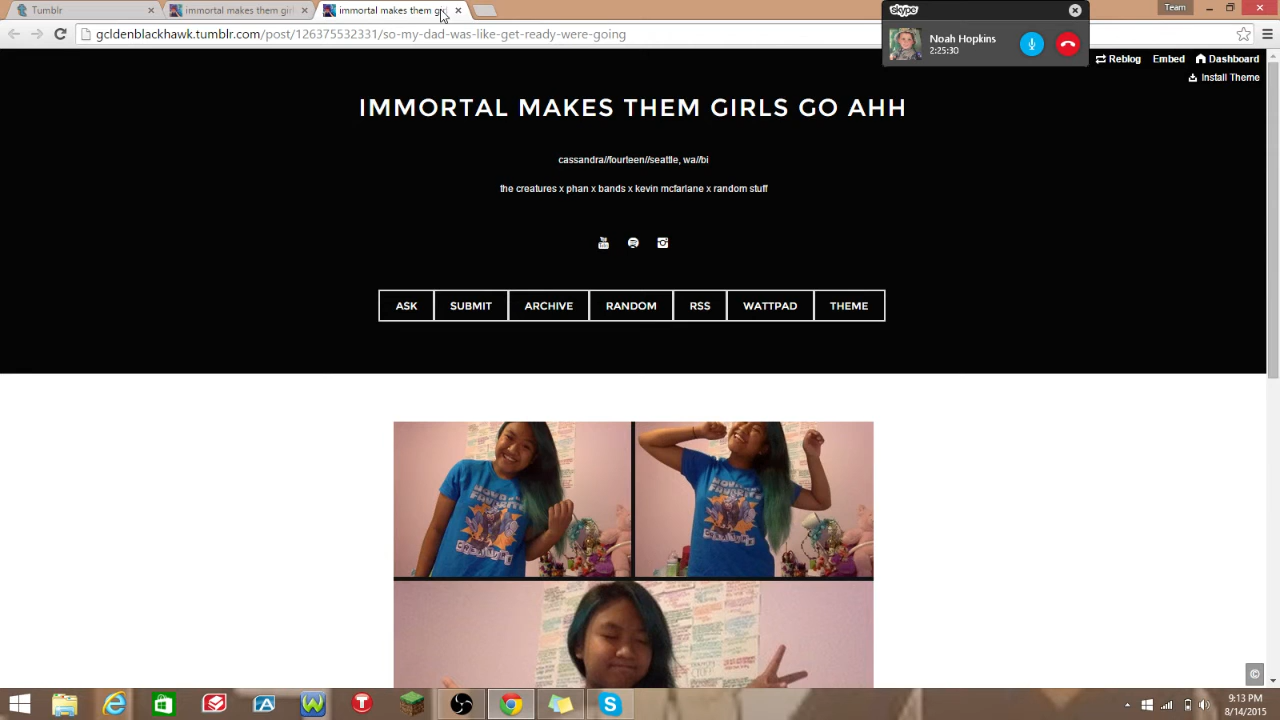 Tumblr
immortal makes them girl
immortal makes them gir
Team
gcldenblackhawk.tumblr.com/post/126375532331/so-my-dad-was-like-get-ready-were-going
skype
Noah Hopkins
2:25:30
Reblog Embed Dashboard
Install Theme
IMMORTAL MAKES THEM GIRLS GO AHH
cassandra//fourteen//seattle, wa//bi
the creatures x phan x bands x kevin mcfarlane x random stuff
ASK SUBMIT ARCHIVE RANDOM RSS WATTPAD THEME
9:13 PM
8/14/2015